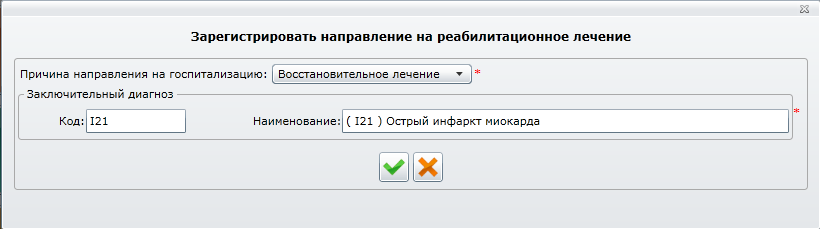 Зарегистрировать направление на реабилитационное лечение
Причина направления на госпитализацию: Восстановительное лечение *
Заключительный диагноз
Код: I21 Наименование: ( I21 ) Острый инфаркт миокарда *